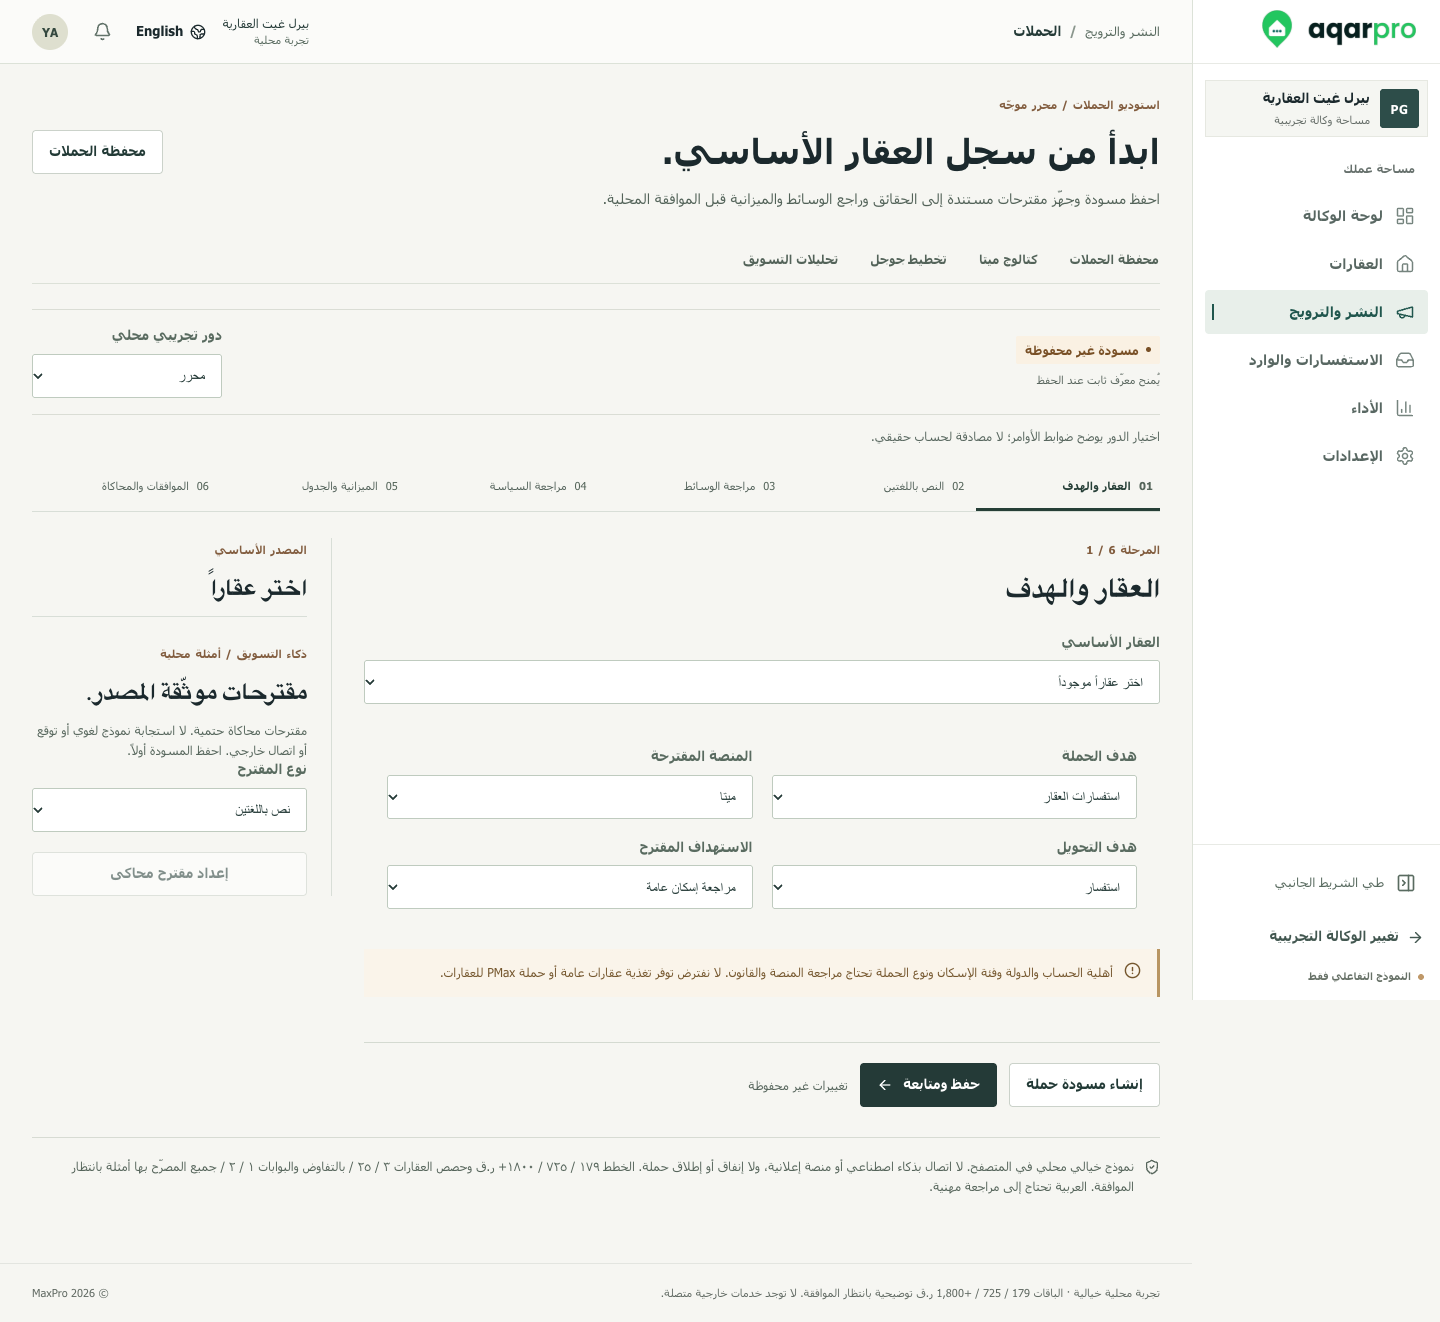 aqarpro
PG
بيرل غيت العقارية
مساحة وكالة تجريبية
مساحة عملك
لوحة الوكالة
العقارات
النشر والترويج
الاستفسارات والوارد
الأداء
الإعدادات
طي الشريط الجانبي
تغيير الوكالة التجريبية
النموذج التفاعلي فقط
النشر والترويج / الحملات
بيرل غيت العقارية
تجربة محلية
English
YA
استوديو الحملات / محرر موجّه
ابدأ من سجل العقار الأساسي.
احفظ مسودة وجهّز مقترحات مستندة إلى الحقائق وراجع الوسائط والميزانية قبل الموافقة المحلية.
محفظة الحملات
محفظة الحملات
كتالوج ميتا
تخطيط جوجل
تحليلات التسويق
مسودة غير محفوظة
يُمنح معرّف ثابت عند الحفظ
دور تجريبي محلي
محرر
اختيار الدور يوضح ضوابط الأوامر؛ لا مصادقة لحساب حقيقي.
01 العقار والهدف
02 النص باللغتين
03 مراجعة الوسائط
04 مراجعة السياسة
05 الميزانية والجدول
06 الموافقات والمحاكاة
المرحلة 6 / 1
العقار والهدف
العقار الأساسي
اختر عقاراً موجوداً
هدف الحملة
استفسارات العقار
المنصة المقترحة
ميتا
هدف التحويل
استفسار
الاستهداف المقترح
مراجعة إسكان عامة
أهلية الحساب والدولة وفئة الإسكان ونوع الحملة تحتاج مراجعة المنصة والقانون. لا نفترض توفر تغذية عقارات عامة أو حملة PMax للعقارات.
إنشاء مسودة حملة
حفظ ومتابعة
تغييرات غير محفوظة
المصدر الأساسي
اختر عقاراً
ذكاء التسويق / أمثلة محلية
مقترحات موثّقة المصدر.
مقترحات محاكاة حتمية. لا استجابة نموذج لغوي أو توقع
أو اتصال خارجي. احفظ المسودة أولاً.
نوع المقترح
نص باللغتين
إعداد مقترح محاكى
نموذج خيالي محلي في المتصفح. لا اتصال بذكاء اصطناعي أو منصة إعلانية، ولا إنفاق أو إطلاق حملة. الخطط ١٧٩ / ٧٢٥ / ١٨٠٠+ ر.ق وحصص العقارات ٣ / ٢٥ / بالتفاوض والبوابات ١ / ٢ / جميع المصرّح بها أمثلة بانتظار
الموافقة. العربية تحتاج إلى مراجعة مهنية.
تجربة محلية خيالية · الباقات 179 / 725 / 1,800+ ر.ق توضيحية بانتظار الموافقة. لا توجد خدمات خارجية متصلة.
© 2026 MaxPro